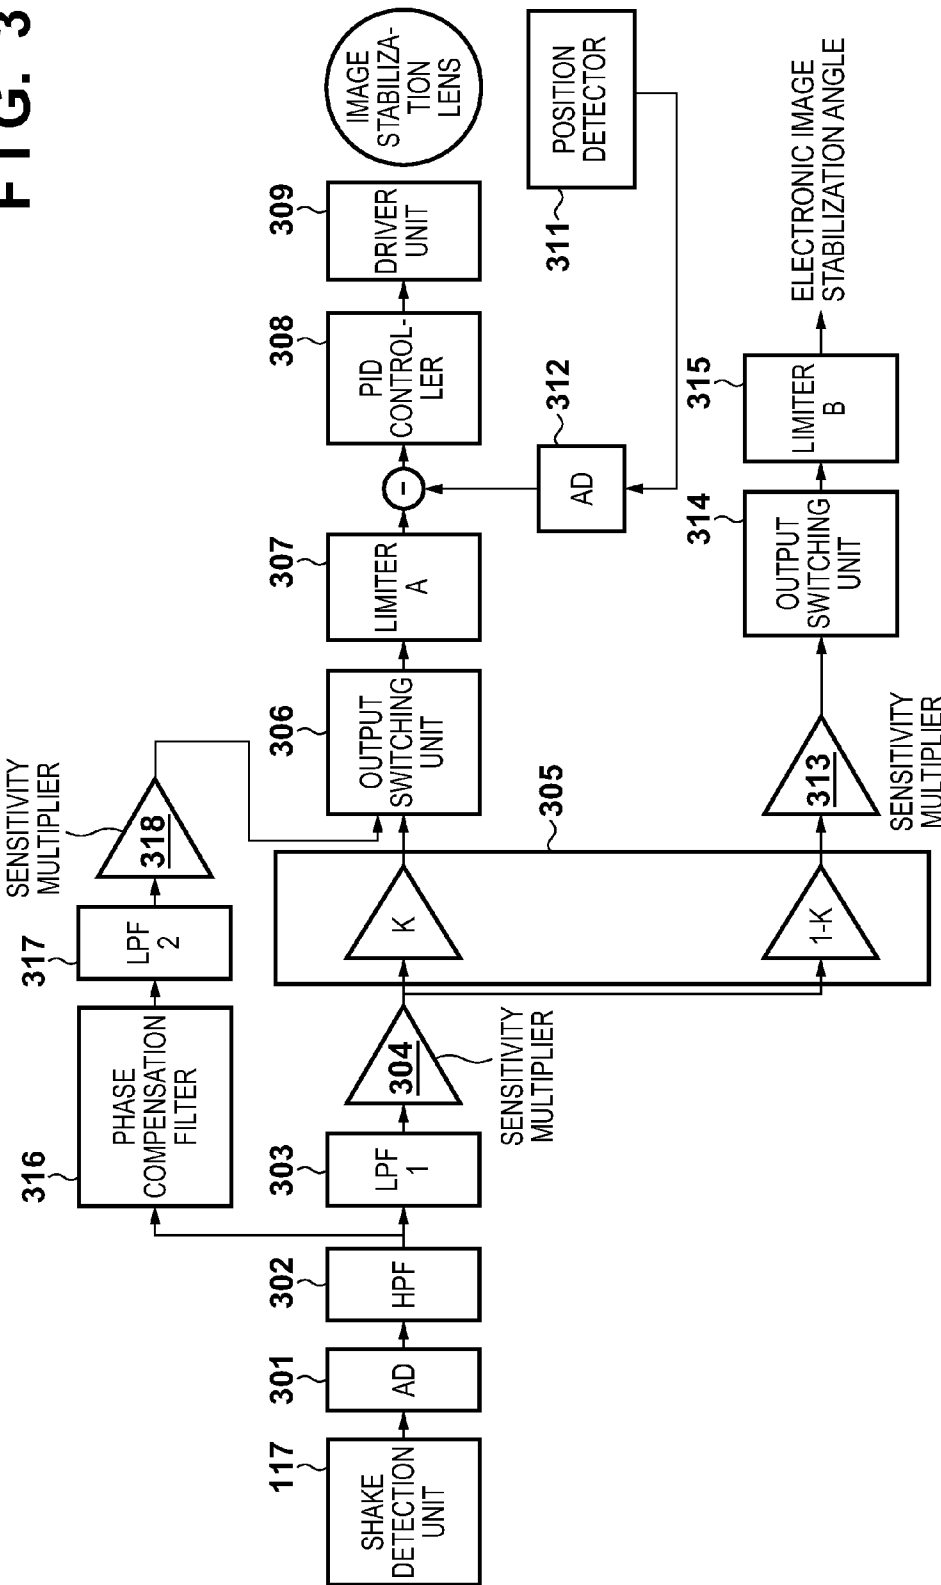 FIG. 3
SENSITIVITY
MULTIPLIER
316
PHASE
COMPENSATION
FILTER
317
LPF
2
318
117
SHAKE
DETECTION
UNIT
301
AD
302
HPF
303
LPF
1
304
SENSITIVITY
MULTIPLIER
305
K
1-K
306
OUTPUT
SWITCHING
UNIT
307
LIMITER
A
-
308
PID
CONTROL-
LER
309
DRIVER
UNIT
IMAGE
STABILIZA-
TION
LENS
311
POSITION
DETECTOR
312
AD
313
SENSITIVITY
MULTIPLIER
314
OUTPUT
SWITCHING
UNIT
315
LIMITER
B
ELECTRONIC IMAGE
STABILIZATION ANGLE